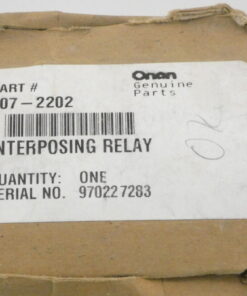 ART #
07-2202
Onan
Genuine
Parts
NTERPOSING RELAY
OK
UANTITY: ONE
ERIAL NO. 970227283